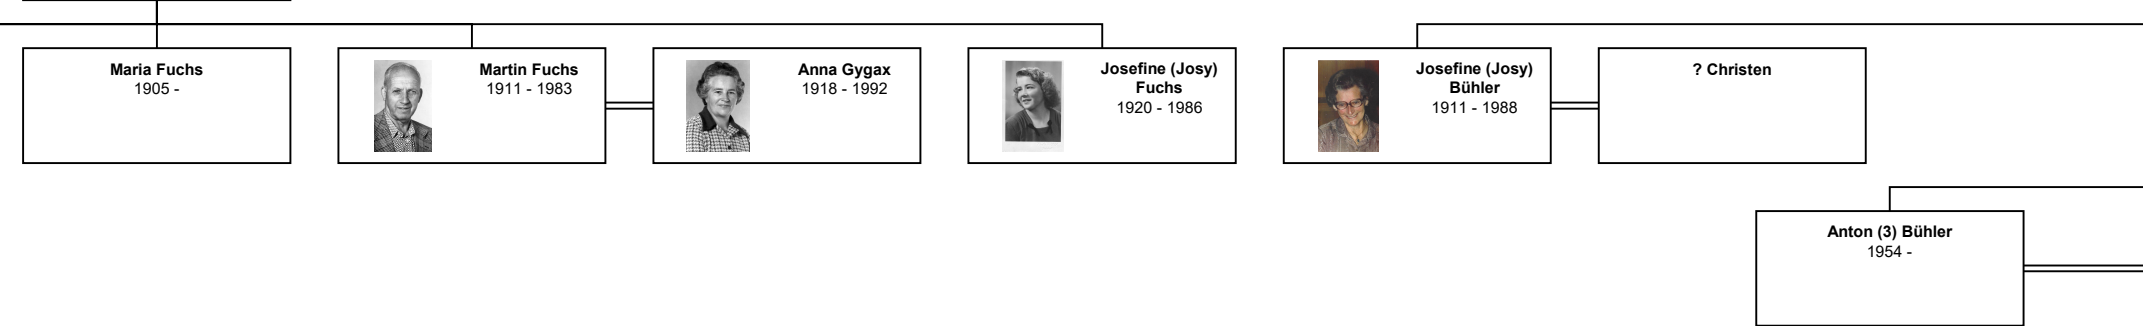 Maria Fuchs
1905 -
Martin Fuchs
1911 - 1983
Anna Gygax
1918 - 1992
Josefine (Josy)
Fuchs
1920 - 1986
Josefine (Josy)
Bühler
1911 - 1988
? Christen
Anton (3) Bühler
1954 -